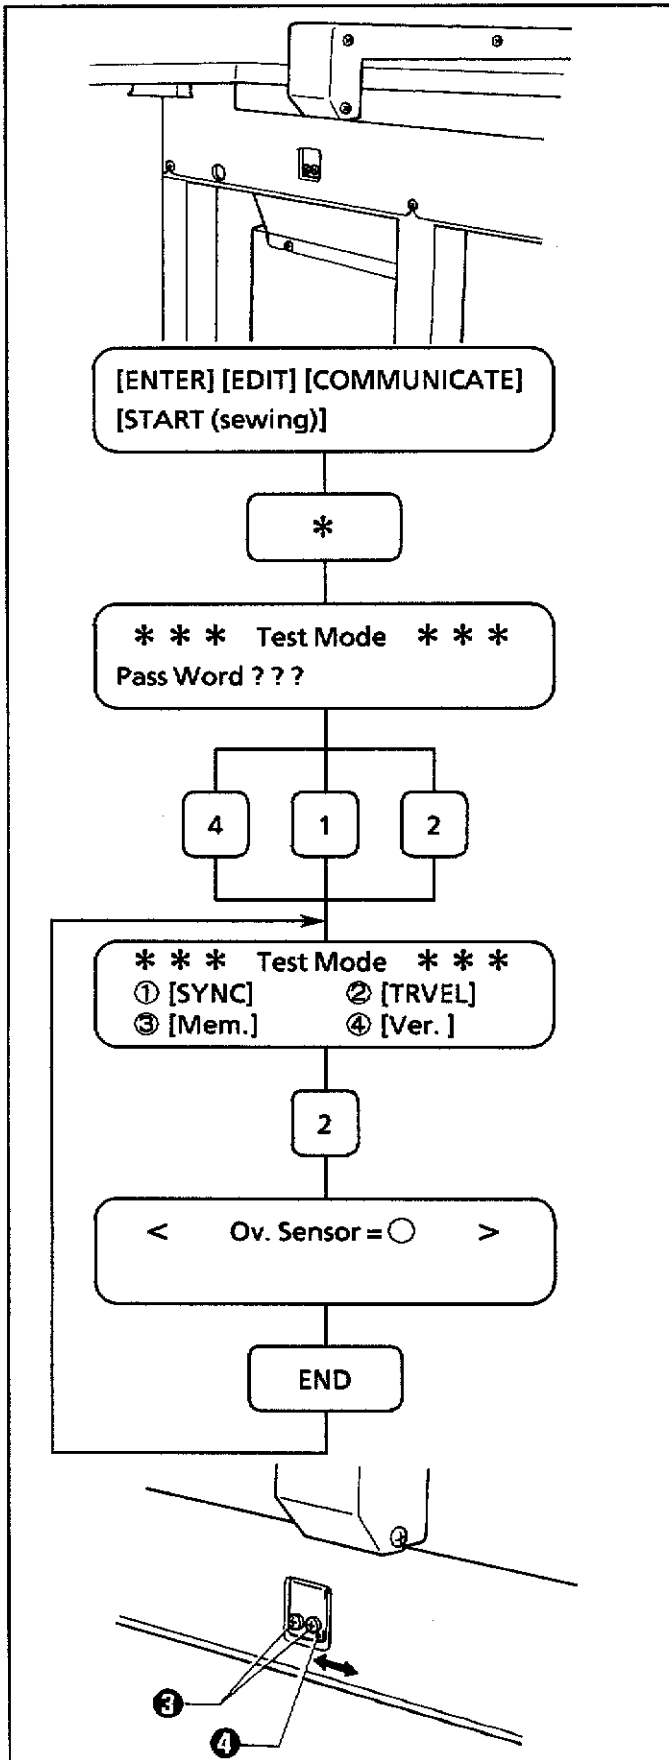 [ENTER] [EDIT] [COMMUNICATE]
[START (sewing)]
*
* * * Test Mode * * *
Pass Word ? ? ?
4 1 2
* * * Test Mode * * *
① [SYNC] ② [TRVEL]
③ [Mem.] ④ [Ver. ]
2
< Ov. Sensor = ○ >
END
❸
❹